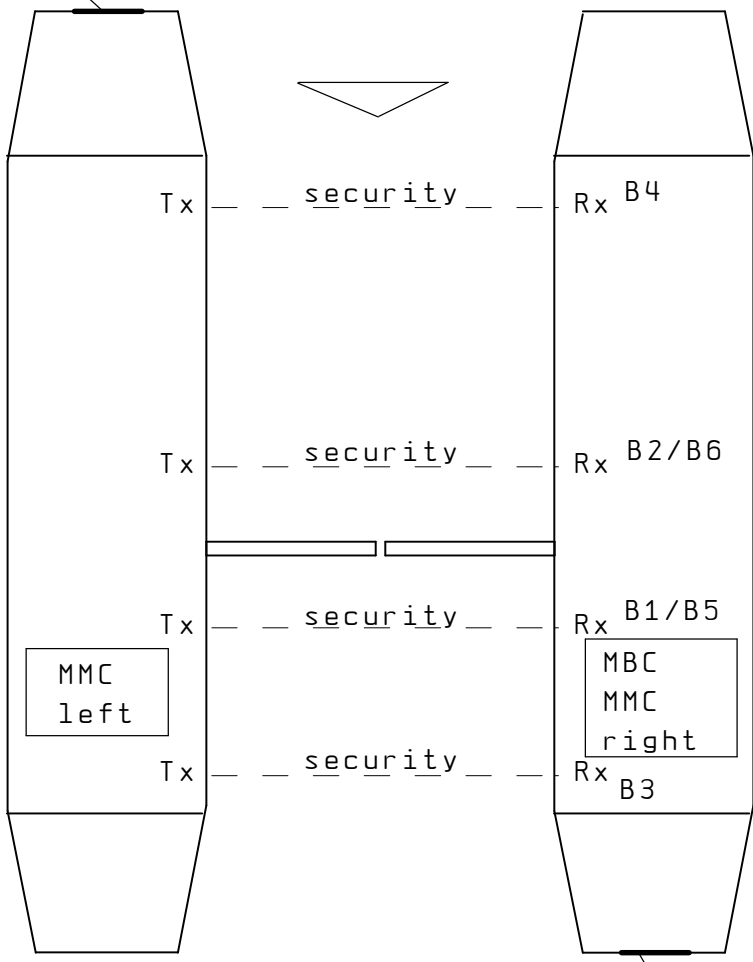 Tx security Rx B4
Tx security Rx B2/B6
Tx security Rx B1/B5
MMC
left
MBC
MMC
right
Tx security Rx B3